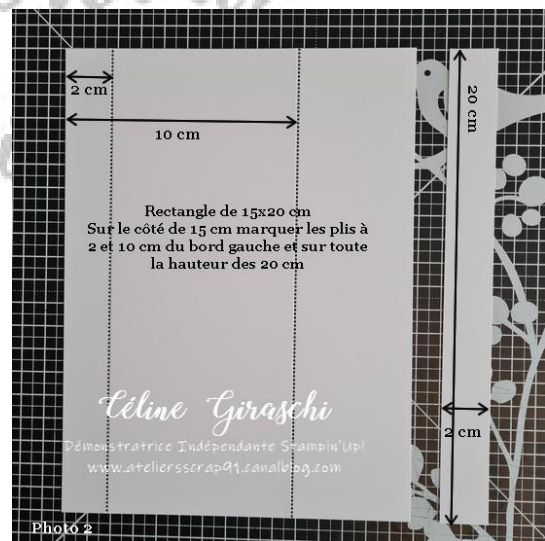 2 cm
10 cm
20 cm
Rectangle de 15x20 cm
Sur le côté de 15 cm marquer les plis à
2 et 10 cm du bord gauche et sur toute
la hauteur des 20 cm
Céline Giraschi
Démonstratrice Indépendante Stampin'Up!
www.ateliersscrap91.canalblog.com
2 cm
Photo 2